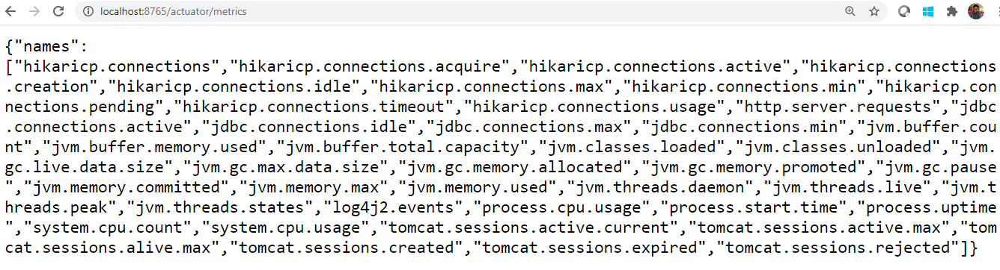 localhost:8765/actuator/metrics
{"names":
["hikaricp.connections","hikaricp.connections.acquire","hikaricp.connections.active","hikaricp.connections
.creation","hikaricp.connections.idle","hikaricp.connections.max","hikaricp.connections.min","hikaricp.con
nections.pending","hikaricp.connections.timeout","hikaricp.connections.usage","http.server.requests","jdbc
.connections.active","jdbc.connections.idle","jdbc.connections.max","jdbc.connections.min","jvm.buffer.cou
nt","jvm.buffer.memory.used","jvm.buffer.total.capacity","jvm.classes.loaded","jvm.classes.unloaded","jvm.
gc.live.data.size","jvm.gc.max.data.size","jvm.gc.memory.allocated","jvm.gc.memory.promoted","jvm.gc.pause
","jvm.memory.committed","jvm.memory.max","jvm.memory.used","jvm.threads.daemon","jvm.threads.live","jvm.t
hreads.peak","jvm.threads.states","log4j2.events","process.cpu.usage","process.start.time","process.uptime
","system.cpu.count","system.cpu.usage","tomcat.sessions.active.current","tomcat.sessions.active.max","tom
cat.sessions.alive.max","tomcat.sessions.created","tomcat.sessions.expired","tomcat.sessions.rejected"]}